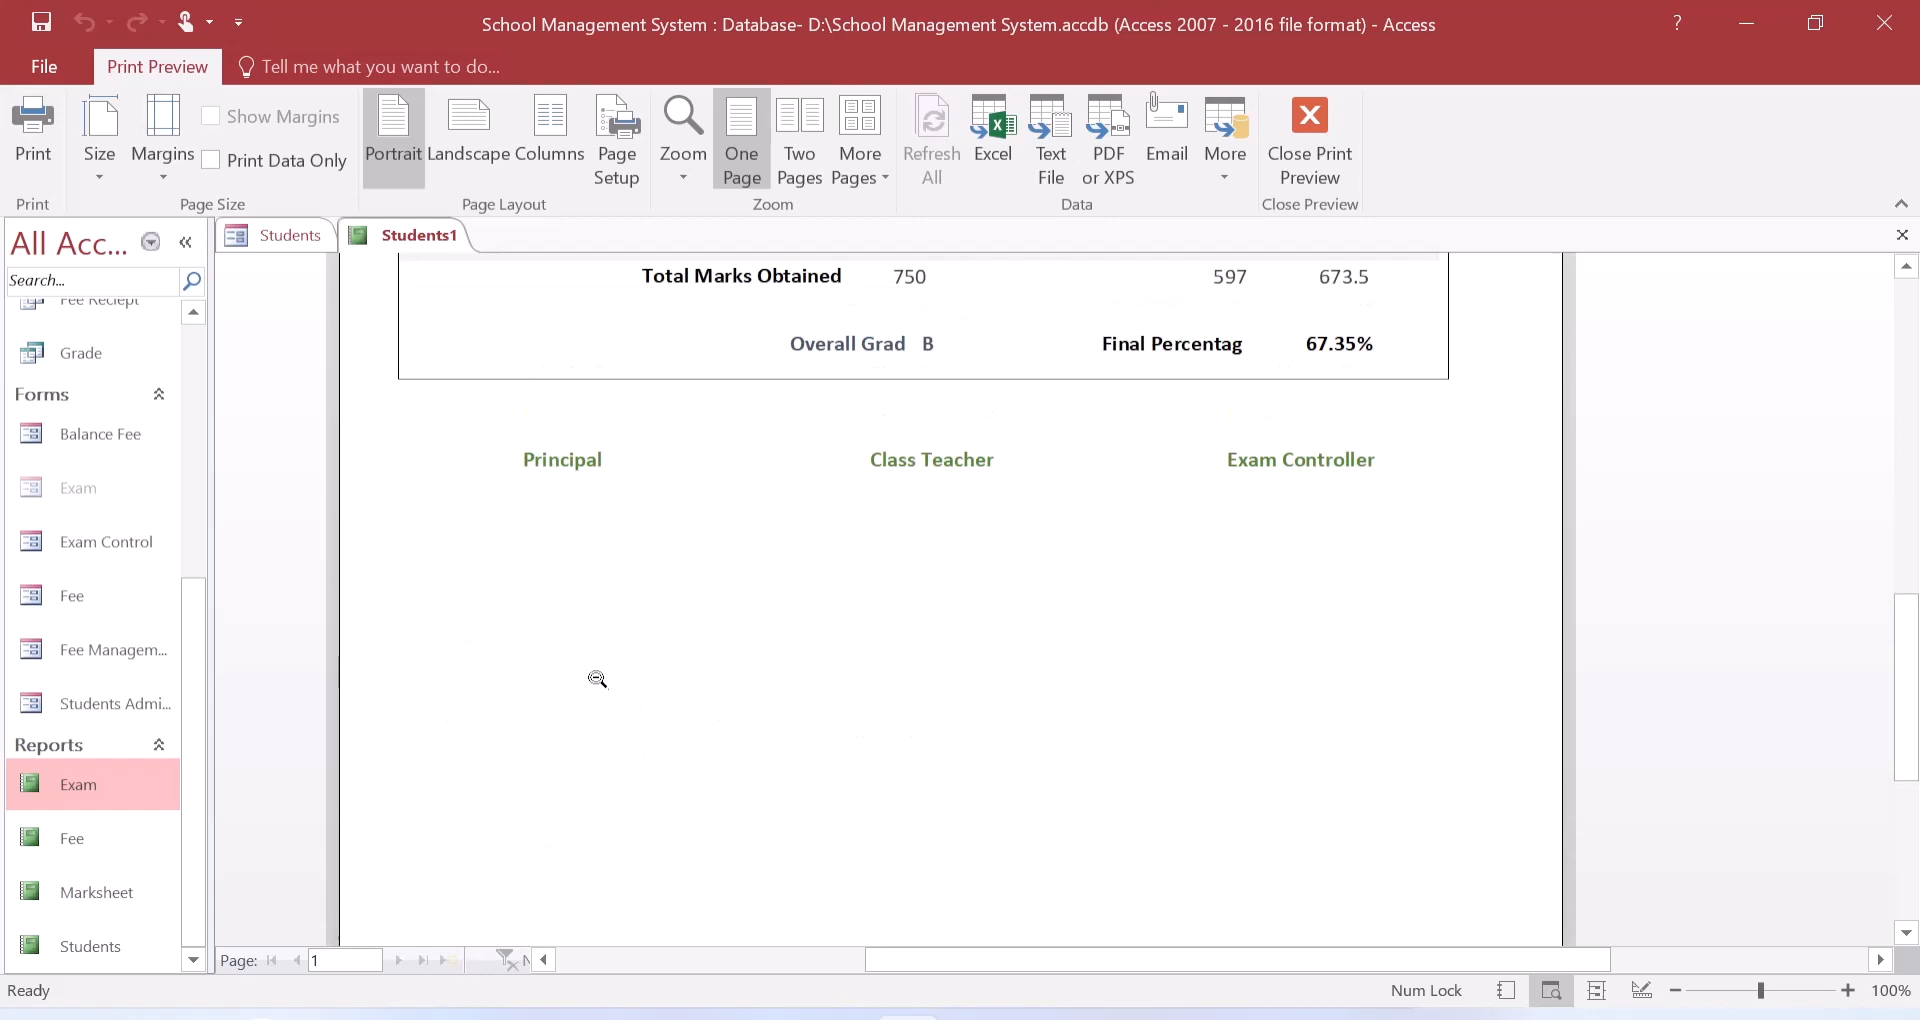 School Management System : Database- D:\School Management System.accdb (Access 2007 - 2016 file format) - Access
?
File
Print Preview
Tell me what you want to do...
Print
Size
Margins
Show Margins
Print Data Only
Portrait
Landscape
Columns
Page
Setup
Zoom
One
Page
Two
Pages
More
Pages
Refresh
All
Excel
Text
File
PDF
or XPS
Email
More
Close Print
Preview
Print
Page Size
Page Layout
Zoom
Data
Close Preview
All Acc...
Students
Students1
Search...
Fee Reciept
Grade
Forms
Balance Fee
Exam
Exam Control
Fee
Fee Managem...
Students Admi...
Reports
Exam
Fee
Marksheet
Students
Total Marks Obtained 750 597 673.5
Overall Grad B Final Percentag 67.35%
Principal Class Teacher Exam Controller
Page: 1
Ready
Num Lock
100%